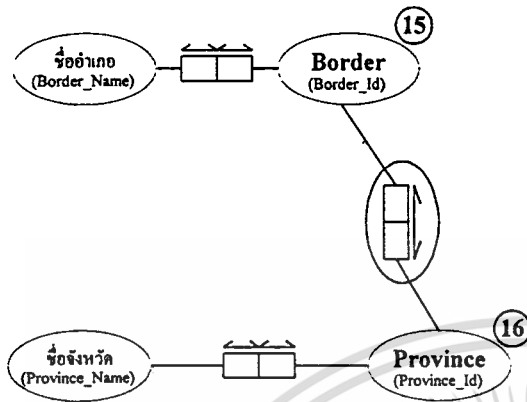 15
ชื่ออำเภอ
(Border_Name)
Border
(Border_Id)
16
ชื่อจังหวัด
(Province_Name)
Province
(Province_Id)